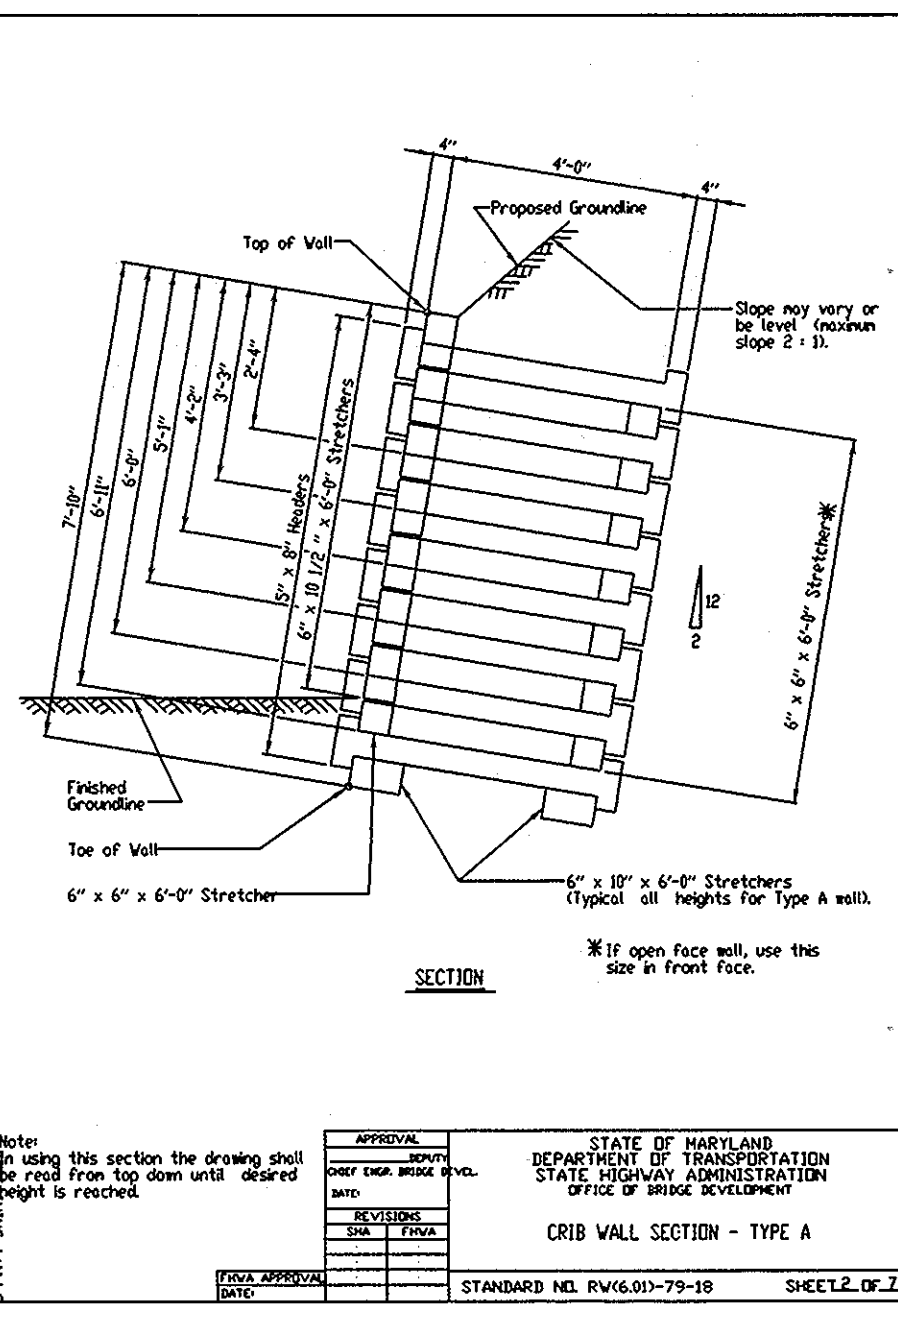 4"
4'-0"
4"
Proposed Groundline
Top of Wall
Slope may vary or
be level (maximum
slope 2 : 1).
7'-10"
6'-11"
6'-0"
5'-1"
4'-2"
3'-3"
2'-4"
5" x 8" Headers
6" x 10 1/2" x 6'-0" Stretchers
6" x 6" x 6'-0" Stretcher*
12
2
Finished
Groundline
Toe of Wall
6" x 6" x 6'-0" Stretcher
6" x 10" x 6'-0" Stretchers
(Typical all heights for Type A wall).
* If open face wall, use this
size in front face.
SECTION
Note:
In using this section the drawing shall
be read from top down until desired
height is reached.
APPROVAL
DEPUTY
CHIEF ENGR. BRIDGE DEVEL.
DATE:
REVISIONS
SHA FHWA
FHWA APPROVAL
DATE:
STATE OF MARYLAND
DEPARTMENT OF TRANSPORTATION
STATE HIGHWAY ADMINISTRATION
OFFICE OF BRIDGE DEVELOPMENT
CRIB WALL SECTION - TYPE A
STANDARD NO. RW(6.01)-79-18 SHEET 2 OF 7